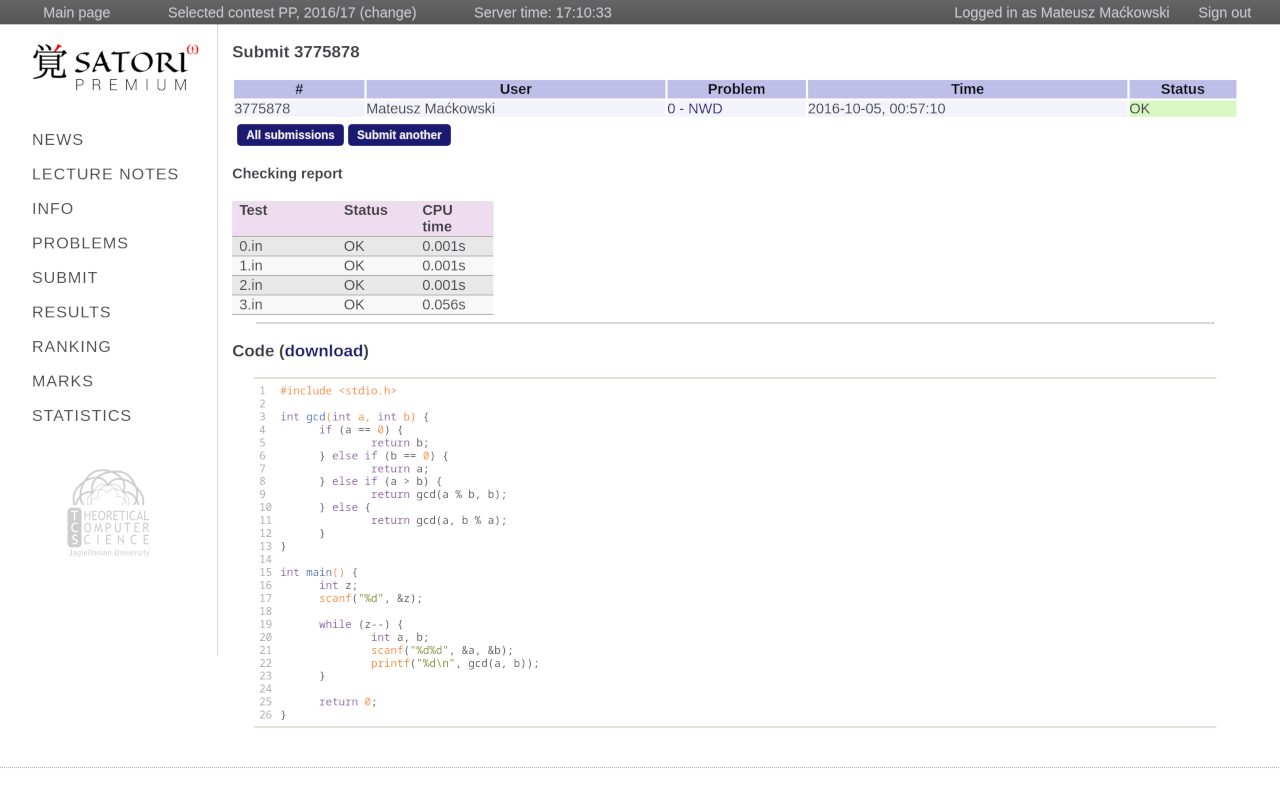 Main page Selected contest PP, 2016/17 (change) Server time: 17:10:33 Logged in as Mateusz Maćkowski Sign out
覚 SATORI (ι)
PREMIUM
NEWS
LECTURE NOTES
INFO
PROBLEMS
SUBMIT
RESULTS
RANKING
MARKS
STATISTICS
THEORETICAL
COMPUTER
SCIENCE
Jagiellonian University
Submit 3775878
# User Problem Time Status
3775878 Mateusz Maćkowski 0 - NWD 2016-10-05, 00:57:10 OK
All submissions Submit another
Checking report
Test Status CPU time
0.in OK 0.001s
1.in OK 0.001s
2.in OK 0.001s
3.in OK 0.056s
Code (download)
1 #include <stdio.h>
2
3 int gcd(int a, int b) {
4 if (a == 0) {
5 return b;
6 } else if (b == 0) {
7 return a;
8 } else if (a > b) {
9 return gcd(a % b, b);
10 } else {
11 return gcd(a, b % a);
12 }
13 }
14
15 int main() {
16 int z;
17 scanf("%d", &z);
18
19 while (z--) {
20 int a, b;
21 scanf("%d%d", &a, &b);
22 printf("%d\n", gcd(a, b));
23 }
24
25 return 0;
26 }